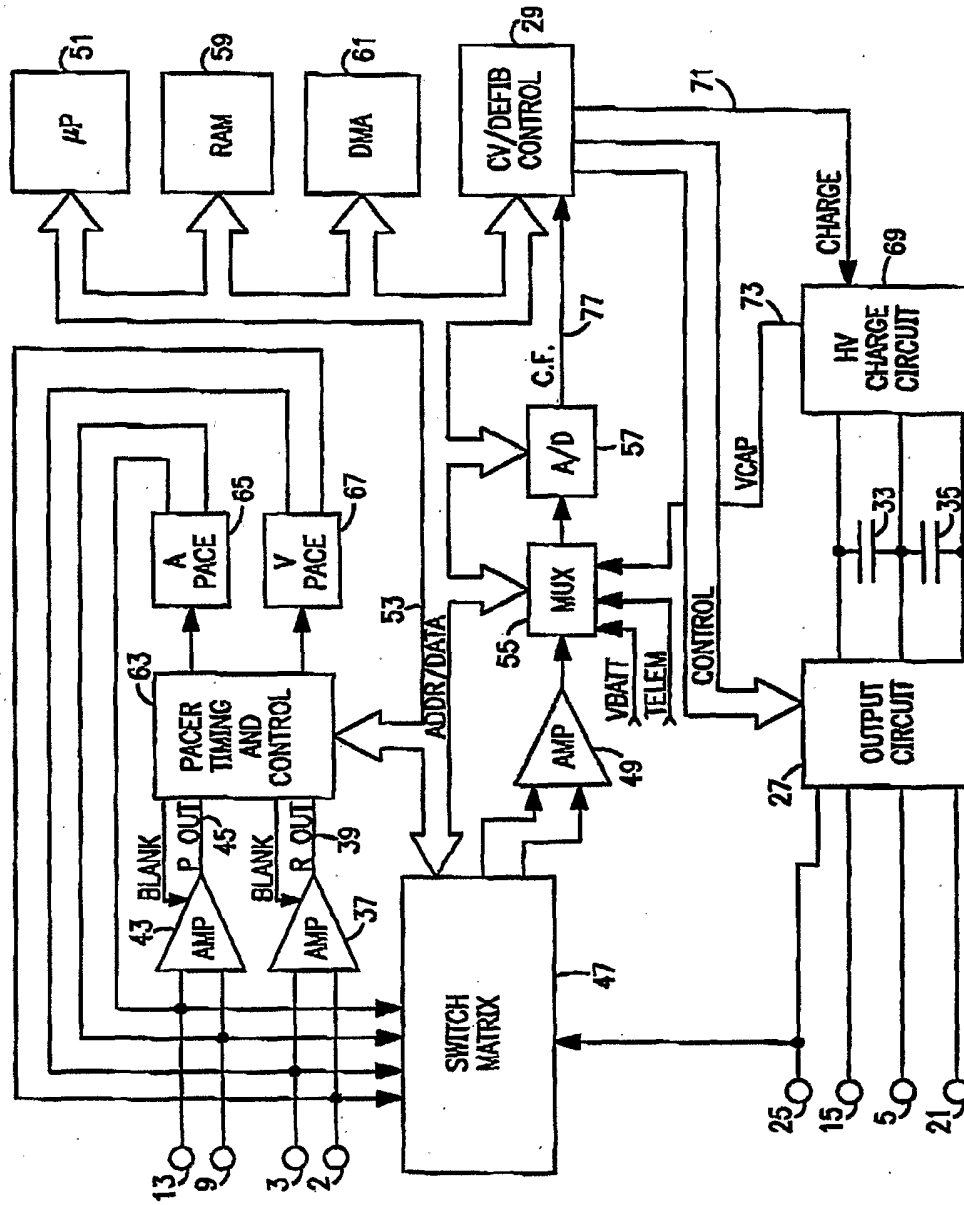 µP
51
RAM
59
DMA
61
CV/DEFIB
CONTROL
29
71
CHARGE
HV
CHARGE
CIRCUIT
69
73
VCAP
C.F.
77
A/D
57
MUX
55
VBATT
TELEM
CONTROL
AMP
49
ADDR/DATA
53
A
PACE
65
V
PACE
67
PACER
TIMING
AND
CONTROL
63
BLANK
P OUT
45
BLANK
R OUT
39
43
AMP
AMP
37
SWITCH
MATRIX
47
OUTPUT
CIRCUIT
27
33
35
13
9
3
2
25
15
5
21